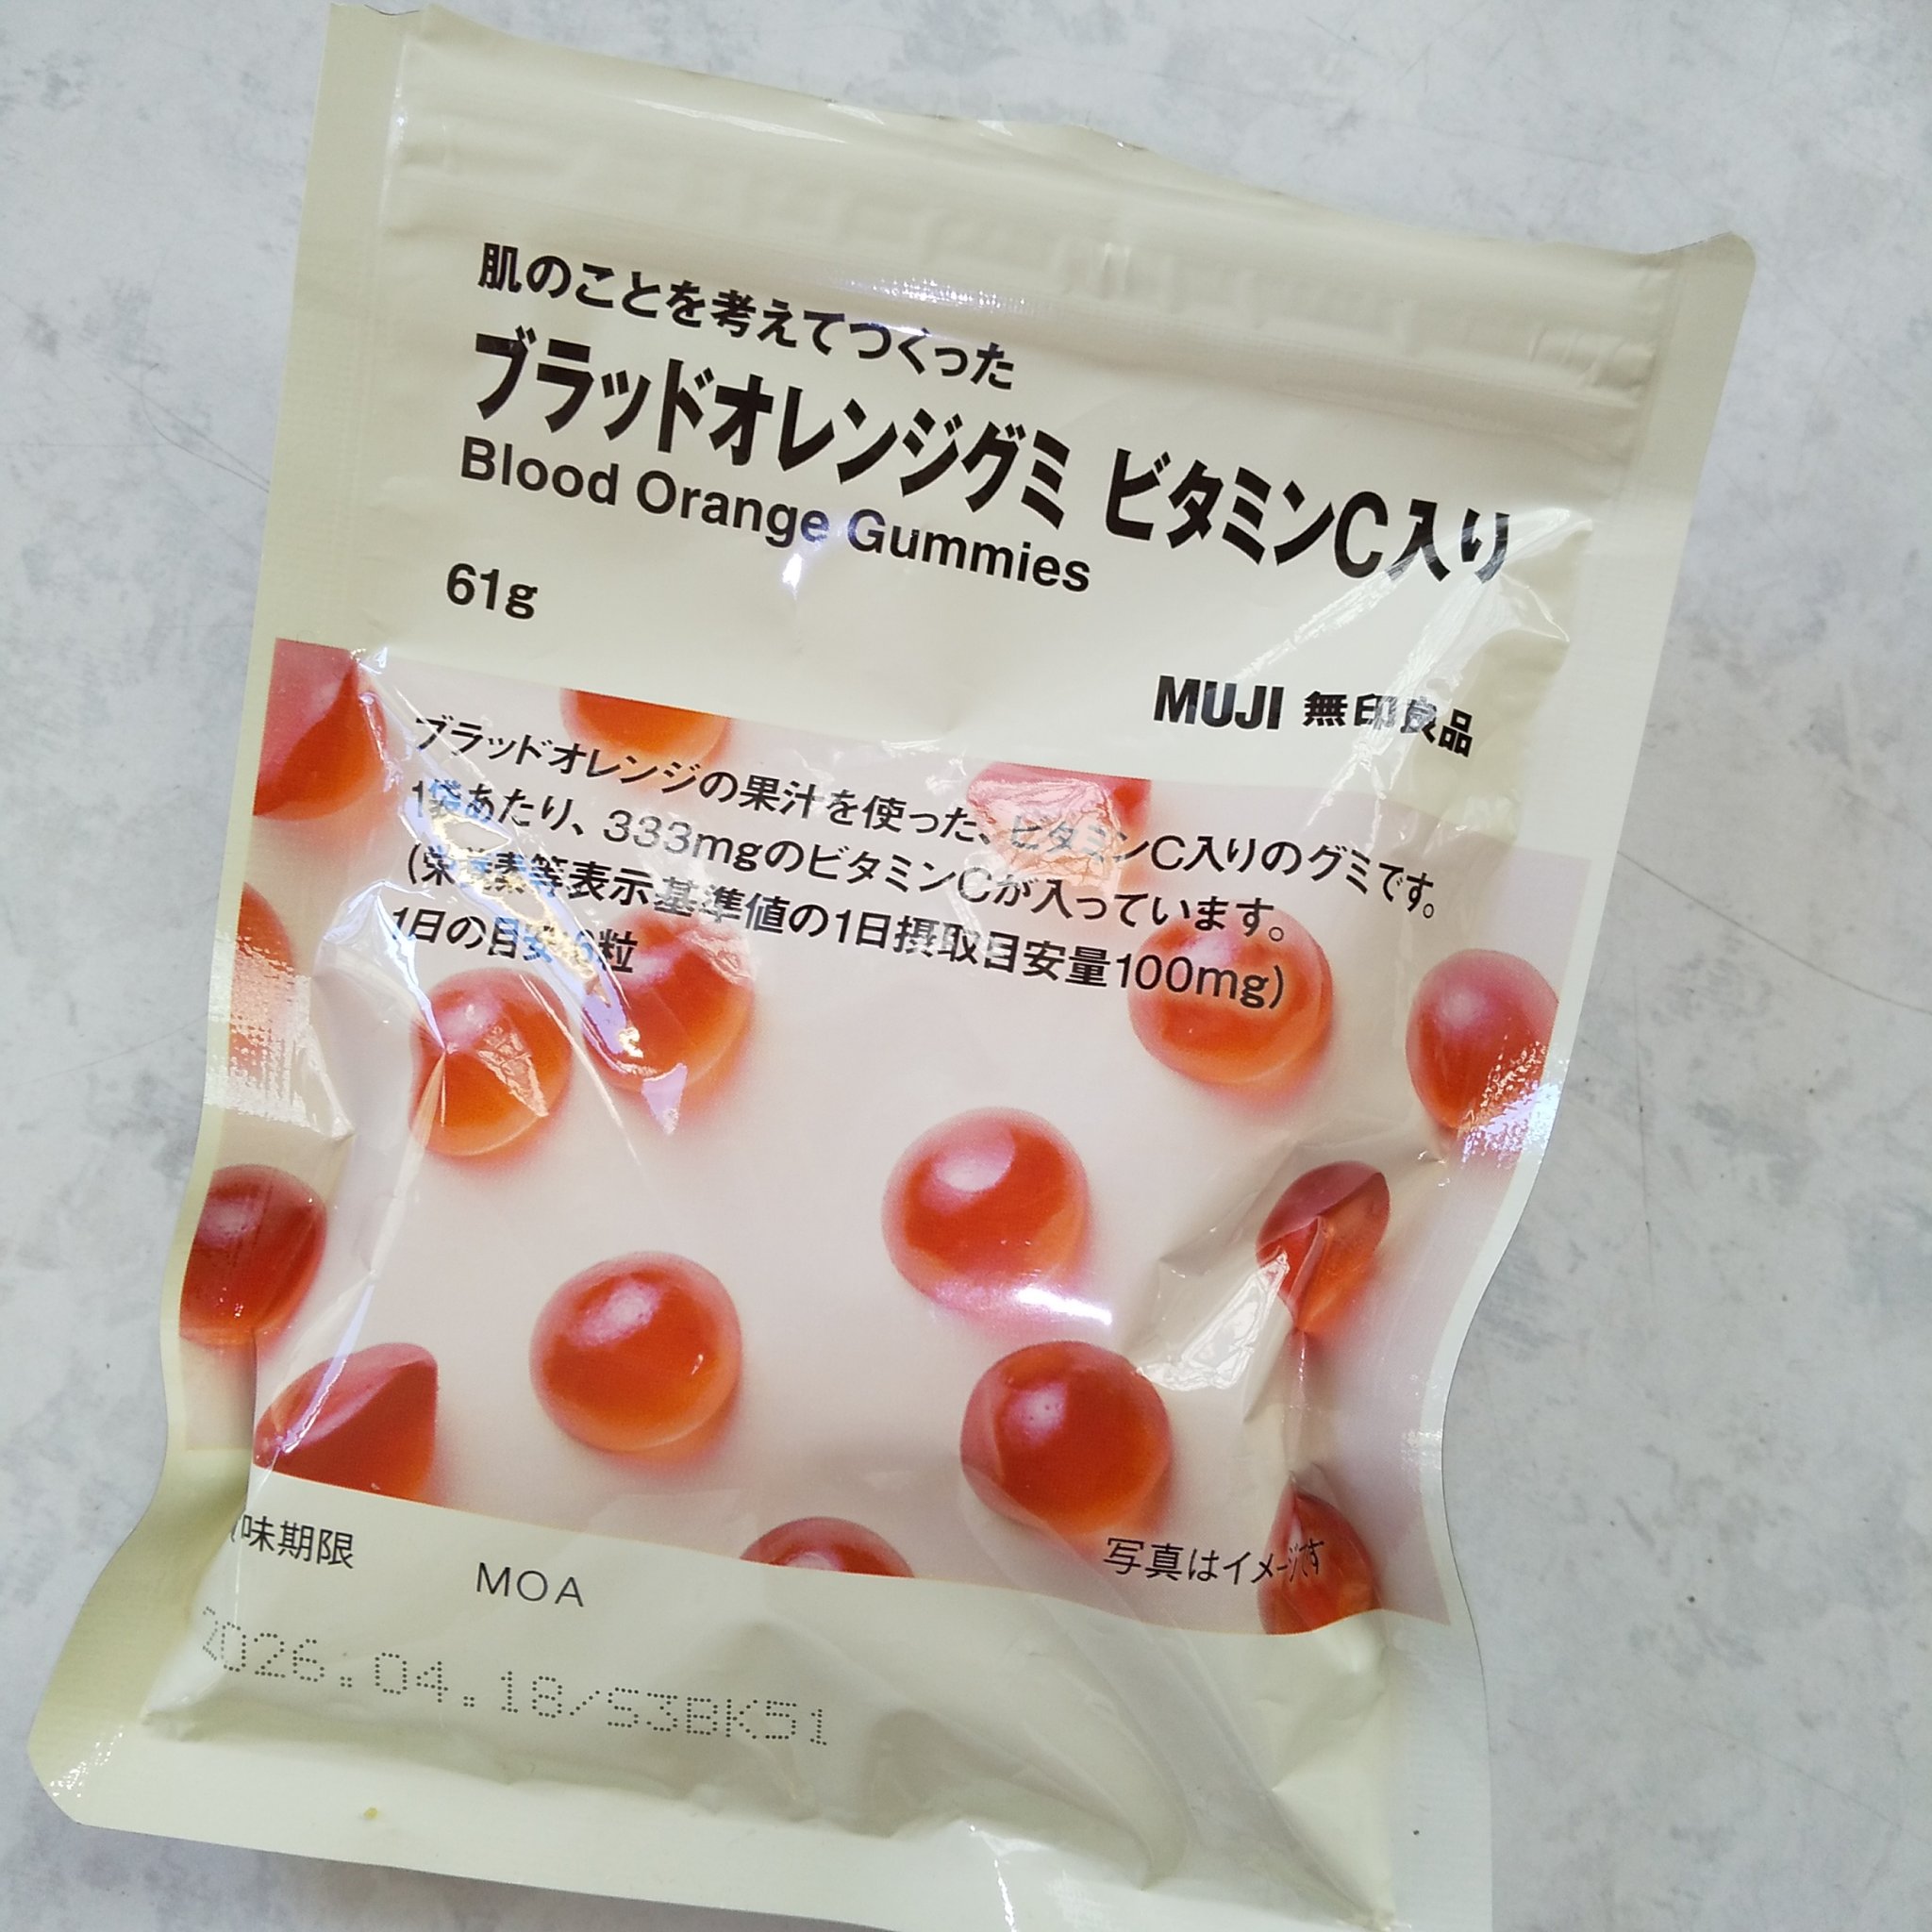 肌のことを考えてつくった
ブラッドオレンジグミ ビタミンC入り
Blood Orange Gummies
61g
MUJI 無印良品
ブラッドオレンジの果汁を使った、ビタミンC入りのグミです。
1袋あたり、333mgのビタミンCが入っています。
(栄養素等表示基準値の1日摂取目安量100mg)
1日の目安 6粒
味期限
MOA
写真はイメージです
2026.04.18/S3BK51